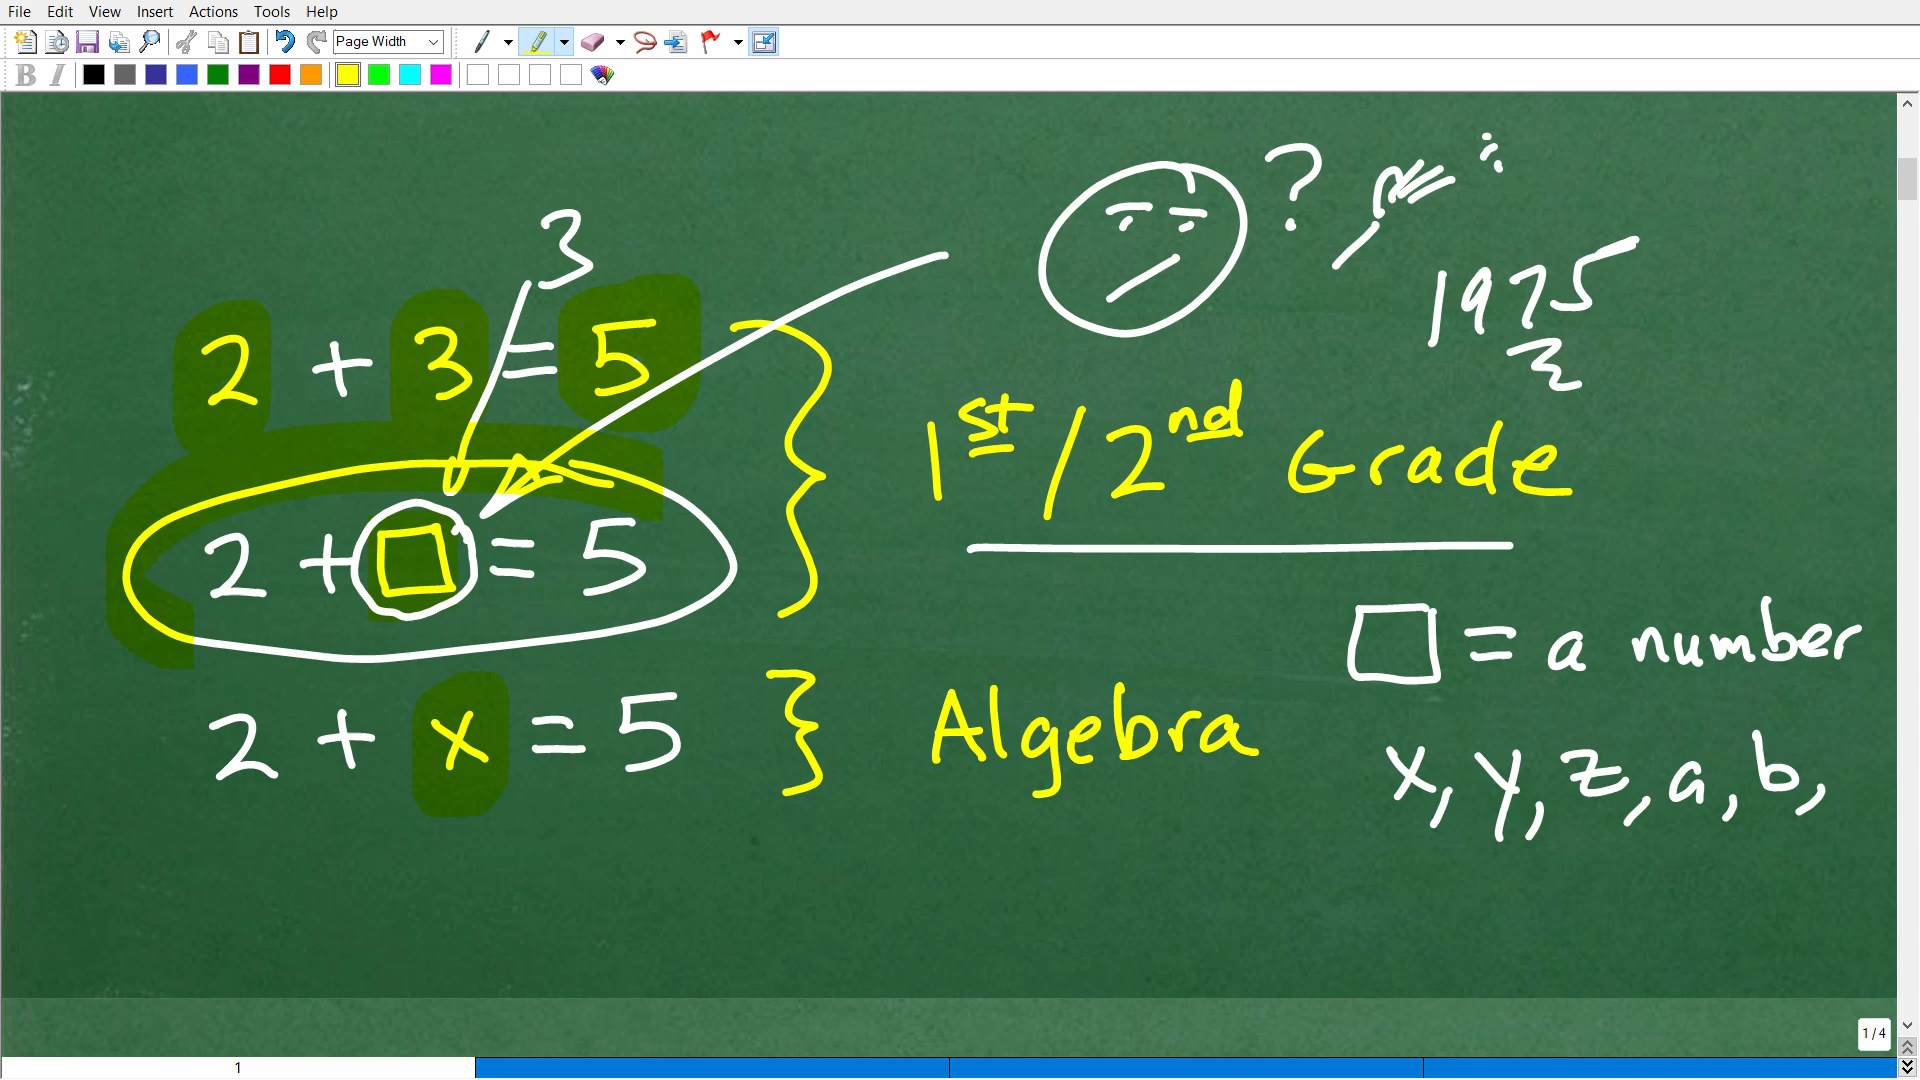 File Edit View Insert Actions Tools Help
Page Width
B I
?
1975
3
2 + 3 = 5
1st / 2nd Grade
2 + □ = 5
□ = a number
2 + x = 5
Algebra
x, y, z, a, b,
1 / 4
1